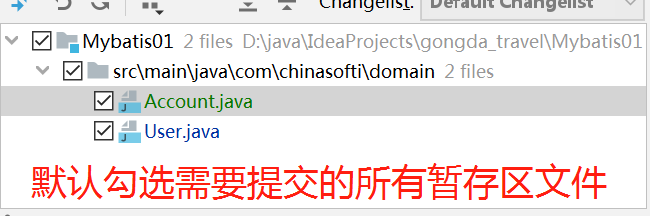 Changelist: Default Changelist
Mybatis01 2 files D:\java\IdeaProjects\gongda_travel\Mybatis01
src\main\java\com\chinasofti\domain 2 files
Account.java
User.java
默认勾选需要提交的所有暂存区文件